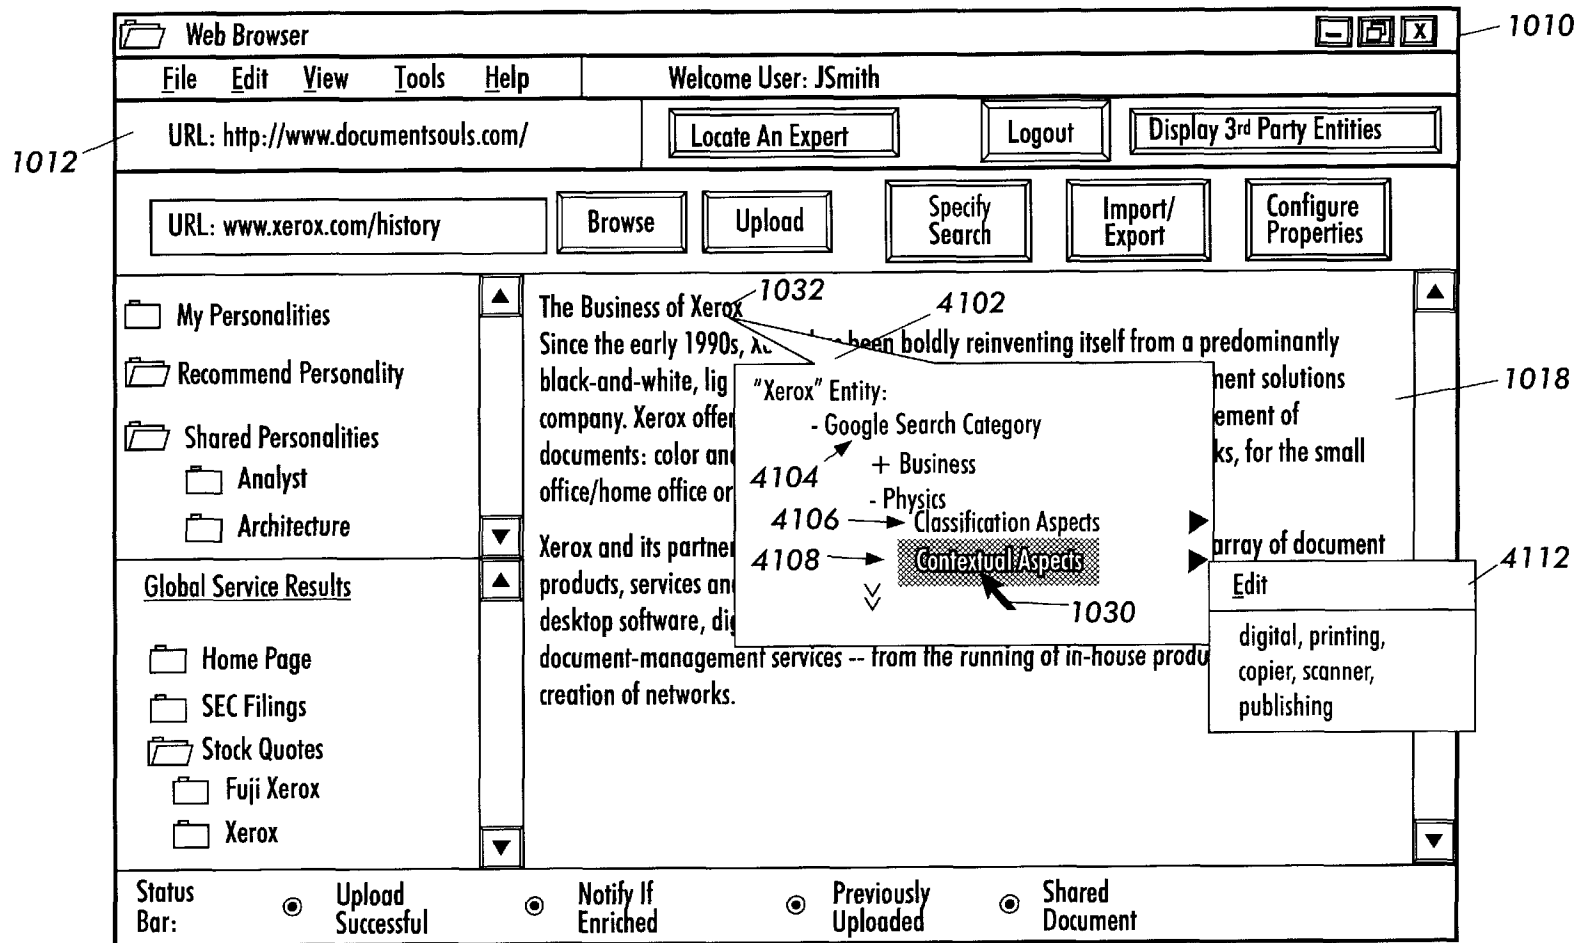 Web Browser
1010
File Edit View Tools Help
Welcome User: JSmith
1012
URL: http://www.documentsouls.com/
Locate An Expert
Logout
Display 3rd Party Entities
URL: www.xerox.com/history
Browse
Upload
Specify
Search
Import/
Export
Configure
Properties
My Personalities
Recommend Personality
Shared Personalities
Analyst
Architecture
Global Service Results
Home Page
SEC Filings
Stock Quotes
Fuji Xerox
Xerox
1032
4102
The Business of Xerox
Since the early 1990s, been boldly reinventing itself from a predominantly
black-and-white, lig ment solutions
company. Xerox offer ement of
documents: color and ks, for the small
office/home office or
Xerox and its partner array of document
products, services an
desktop software, dig
document-management services -- from the running of in-house produ
creation of networks.
1018
"Xerox" Entity:
- Google Search Category
4104
+ Business
- Physics
4106
Classification Aspects
4108
Contextual Aspects
1030
4112
Edit
digital, printing,
copier, scanner,
publishing
Status
Bar:
Upload
Successful
Notify If
Enriched
Previously
Uploaded
Shared
Document